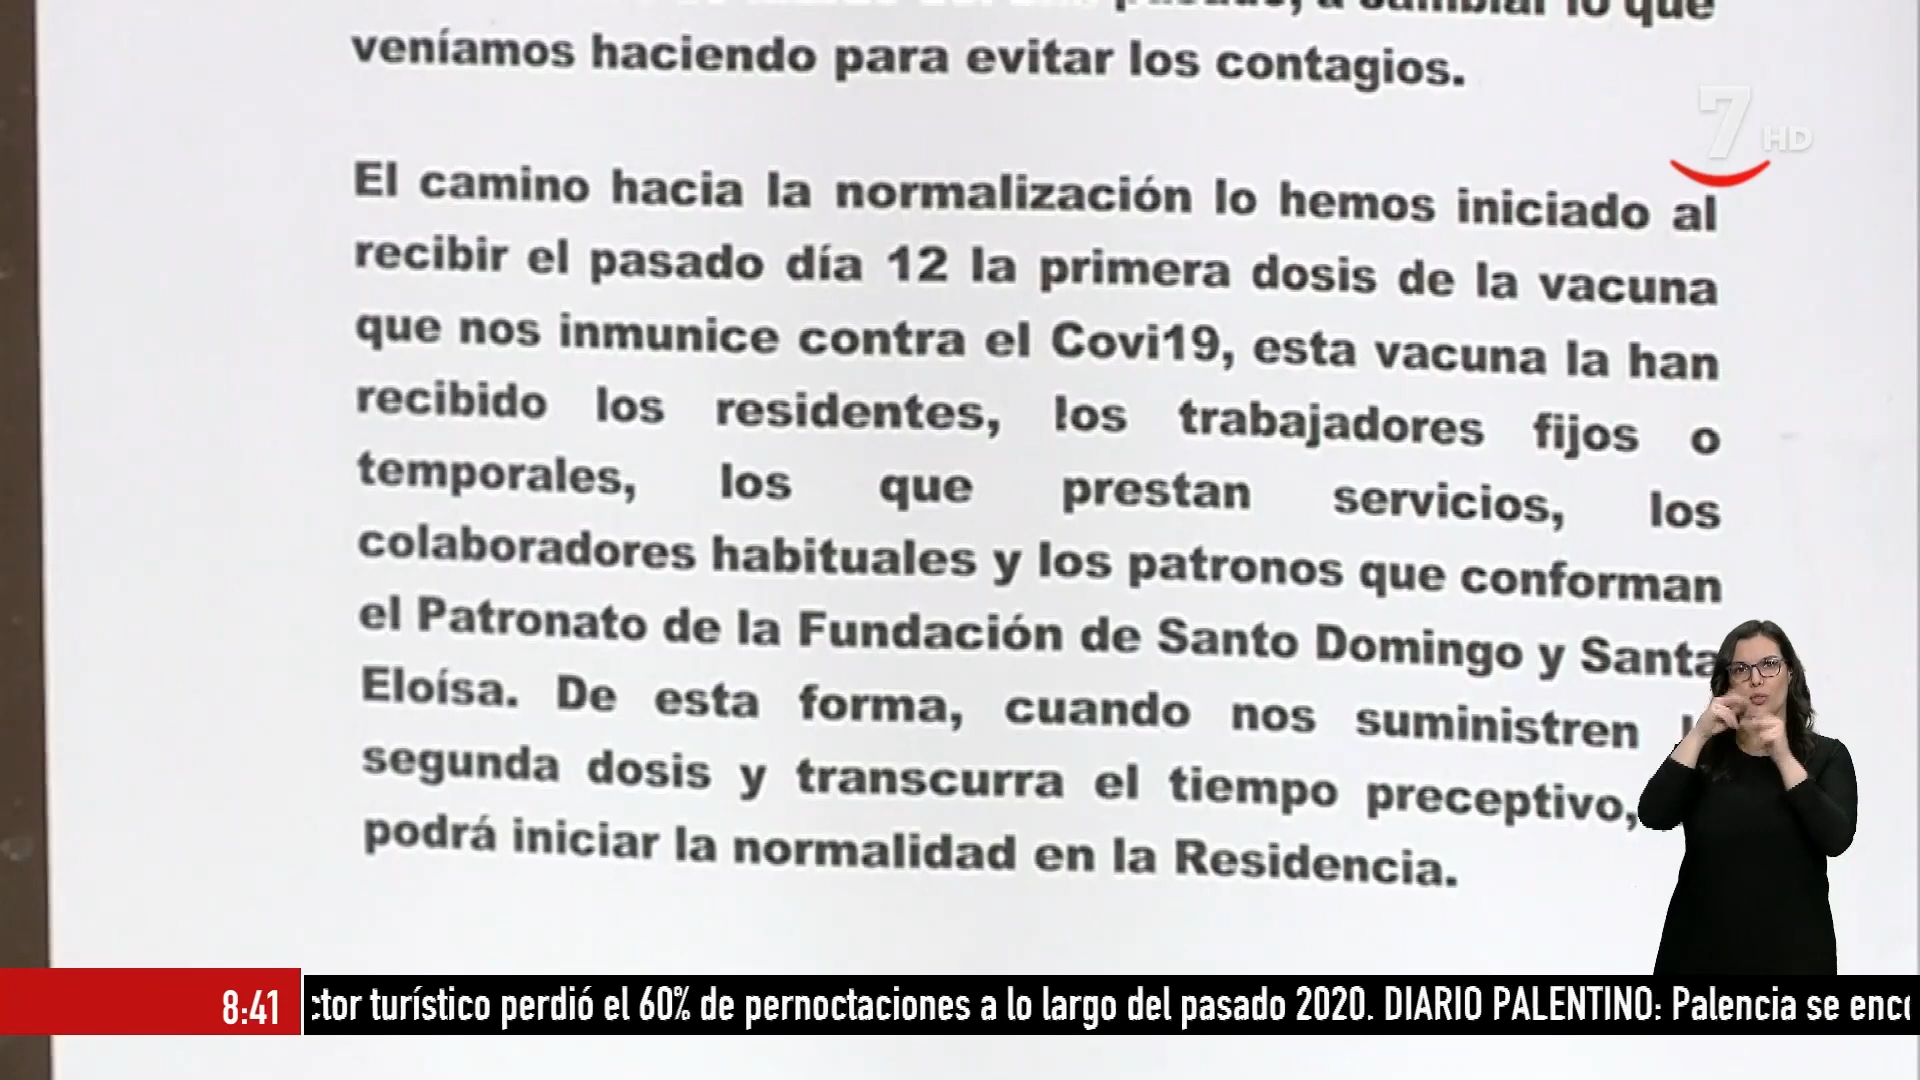 a cambiar lo que
veníamos haciendo para evitar los contagios.
7 HD
El camino hacia la normalización lo hemos iniciado al
recibir el pasado día 12 la primera dosis de la vacuna
que nos inmunice contra el Covi19, esta vacuna la han
recibido los residentes, los trabajadores fijos o
temporales, los que prestan servicios, los
colaboradores habituales y los patronos que conforman
el Patronato de la Fundación de Santo Domingo y Santa
Eloísa. De esta forma, cuando nos suministren
segunda dosis y transcurra el tiempo preceptivo,
podrá iniciar la normalidad en la Residencia.
8:41 ctor turístico perdió el 60% de pernoctaciones a lo largo del pasado 2020. DIARIO PALENTINO: Palencia se enc